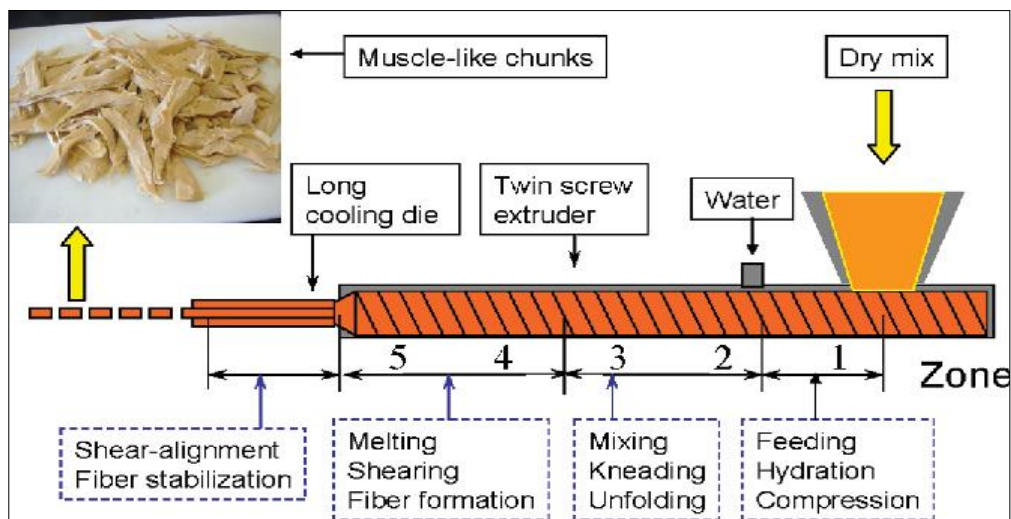 Muscle-like chunks
Dry mix
Long
cooling die
Twin screw
extruder
Water
5 4 3 2 1
Zone
Shear-alignment
Fiber stabilization
Melting
Shearing
Fiber formation
Mixing
Kneading
Unfolding
Feeding
Hydration
Compression